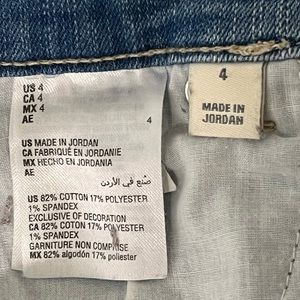 US 4
CA 4
MX 4
AE 4
US MADE IN JORDAN
CA FABRIQUÉ EN JORDANIE
MX HECHO EN JORDANIA
AE
صنع في الأردن
US 82% COTTON 17% POLYESTER
1% SPANDEX
EXCLUSIVE OF DECORATION
CA 82% COTON 17% POLYESTER
1% SPANDEX
GARNITURE NON COMPRISE
MX 82% algodón 17% poliester
4
MADE IN
JORDAN